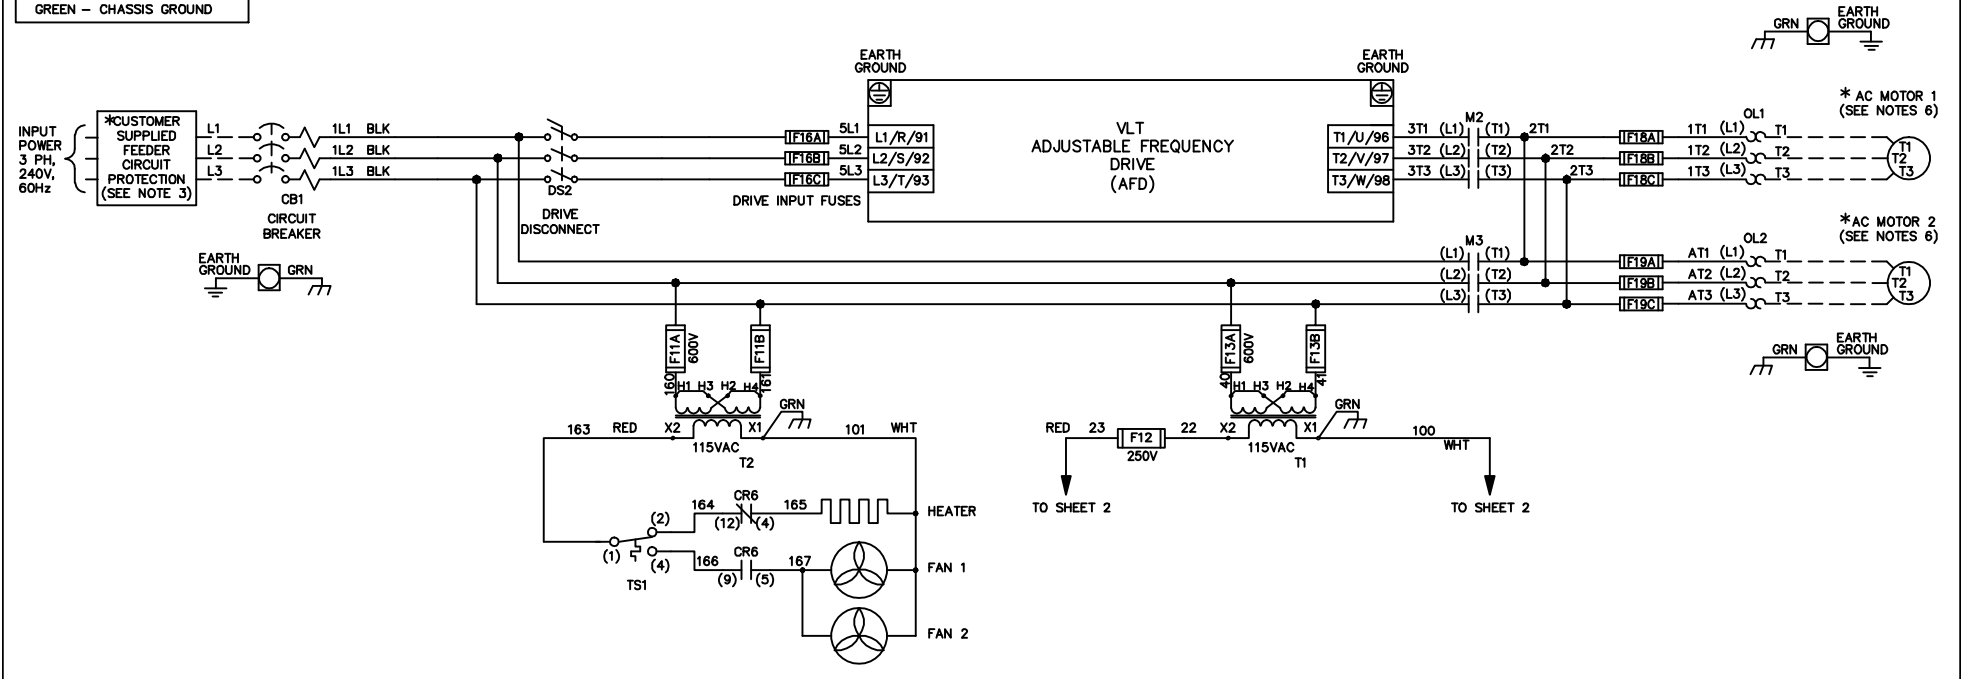 GREEN – CHASSIS GROUND
GRN
EARTH
GROUND
INPUT
POWER
3 PH,
240V,
60Hz
*CUSTOMER
SUPPLIED
FEEDER
CIRCUIT
PROTECTION
(SEE NOTE 3)
L1
L2
L3
CB1
CIRCUIT
BREAKER
1L1 BLK
1L2 BLK
1L3 BLK
DS2
DRIVE
DISCONNECT
F16A
F16B
F16C
DRIVE INPUT FUSES
5L1
5L2
5L3
EARTH
GROUND
L1/R/91
L2/S/92
L3/T/93
VLT
ADJUSTABLE FREQUENCY
DRIVE
(AFD)
EARTH
GROUND
T1/U/96
T2/V/97
T3/W/98
M2
3T1 (L1) (T1) 2T1
3T2 (L2) (T2) 2T2
3T3 (L3) (T3) 2T3
F18A
F18B
F18C
OL1
1T1 (L1) T1
1T2 (L2) T2
1T3 (L3) T3
* AC MOTOR 1
(SEE NOTES 6)
T1
T2
T3
EARTH
GROUND
GRN
M3
(L1) (T1)
(L2) (T2)
(L3) (T3)
F19A
F19B
F19C
OL2
AT1 (L1) T1
AT2 (L2) T2
AT3 (L3) T3
*AC MOTOR 2
(SEE NOTES 6)
T1
T2
T3
GRN
EARTH
GROUND
F11A
600V
F11B
160
161
H1 H3 H2 H4
GRN
163 RED X2 X1 101 WHT
115VAC
T2
F13A
600V
F13B
40
41
H1 H3 H2 H4
GRN
RED 23 F12 22 X2 X1 100
WHT
250V
115VAC
T1
TO SHEET 2
TO SHEET 2
164 CR6 165
(12) (4)
HEATER
(2)
(1)
(4)
TS1
166 CR6 167
(9) (5)
FAN 1
FAN 2